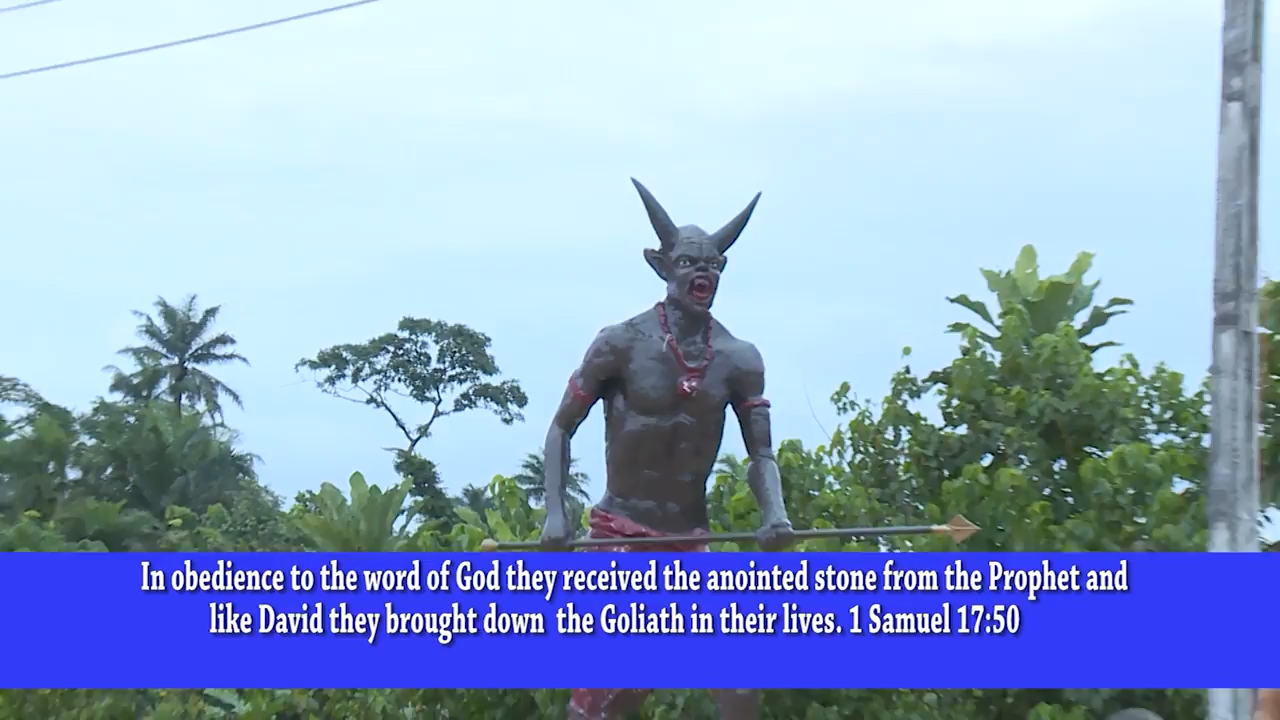 In obedience to the word of God they received the anointed stone from the Prophet and
like David they brought down the Goliath in their lives. 1 Samuel 17:50